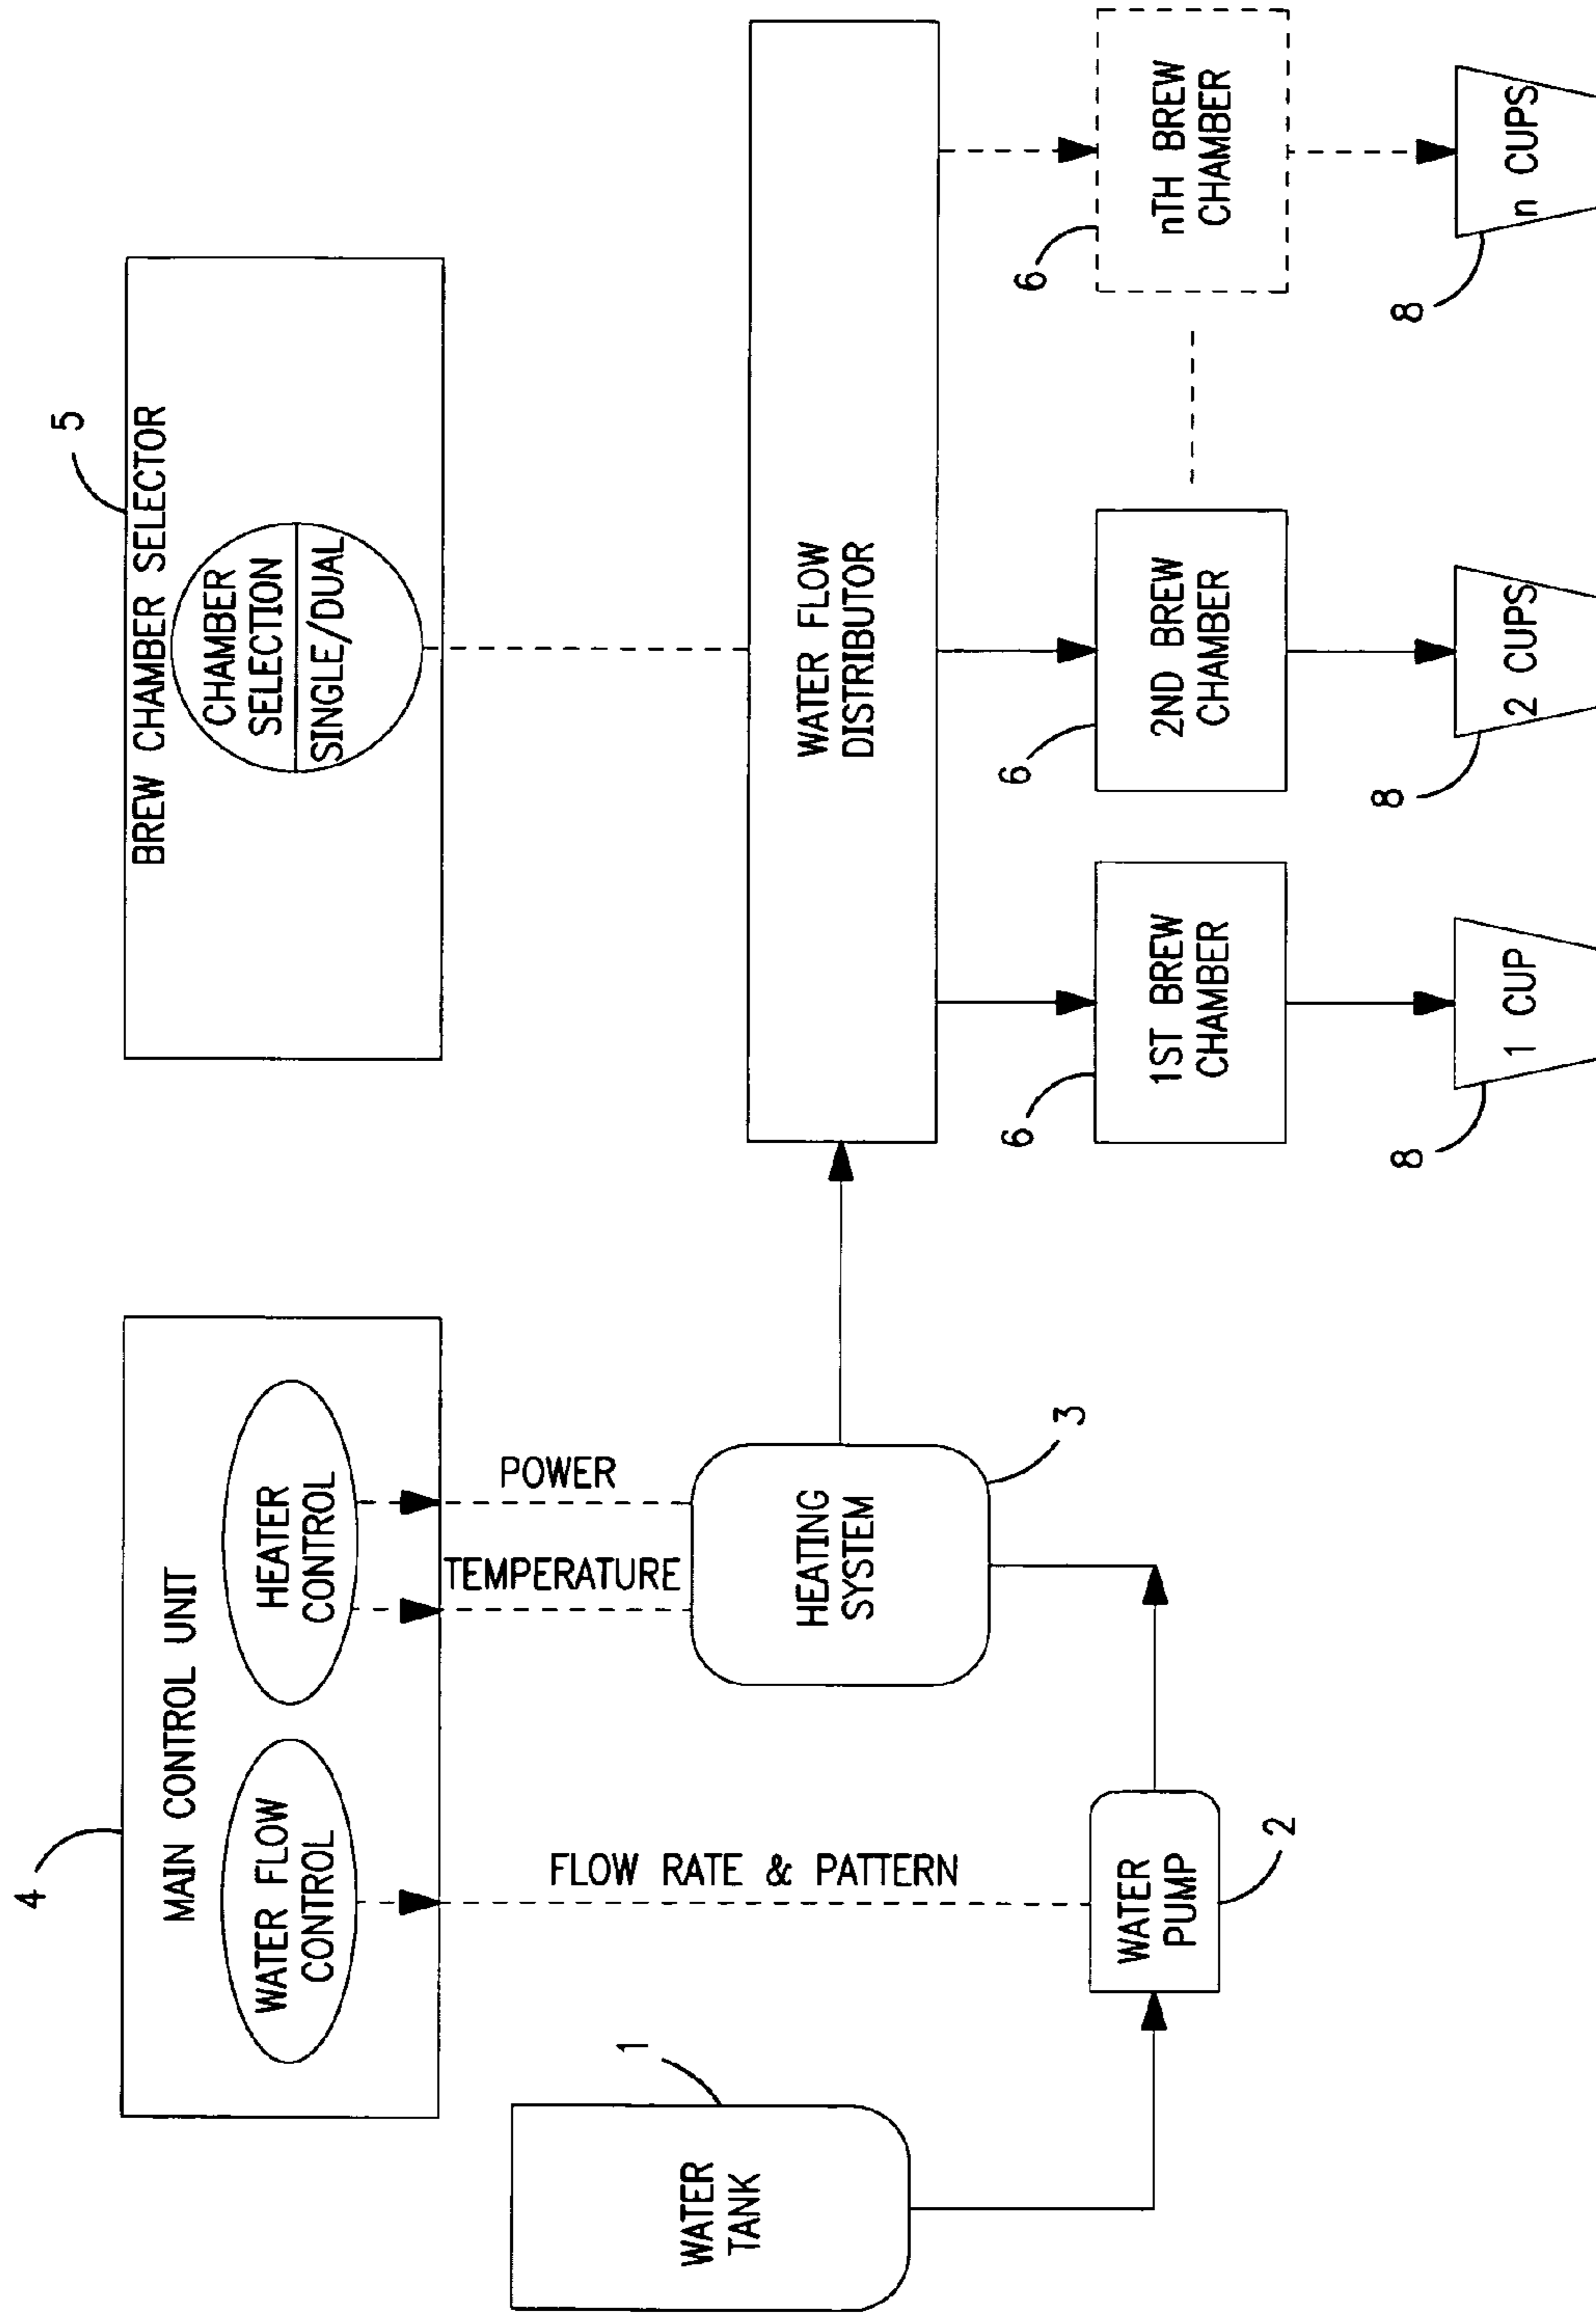 4
MAIN CONTROL UNIT
WATER FLOW
CONTROL
HEATER
CONTROL
5
BREW CHAMBER SELECTOR
CHAMBER
SELECTION
SINGLE/DUAL
FLOW RATE & PATTERN
TEMPERATURE
POWER
1
WATER
TANK
WATER
PUMP
2
HEATING
SYSTEM
3
WATER FLOW
DISTRIBUTOR
6
1ST BREW
CHAMBER
6
2ND BREW
CHAMBER
6
nTH BREW
CHAMBER
8
1 CUP
8
2 CUPS
8
n CUPS